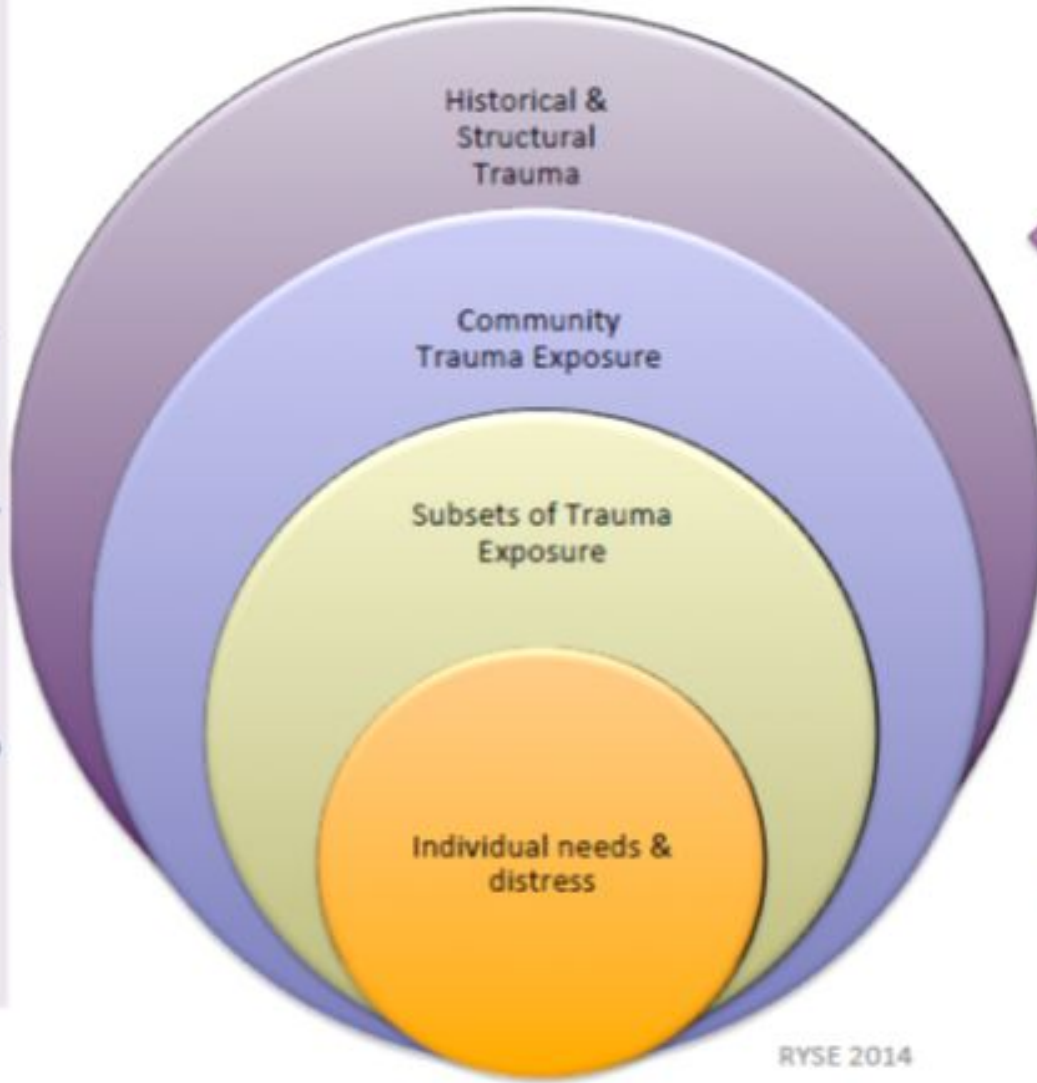 Historical &
Structural
Trauma
Community
Trauma Exposure
Subsets of Trauma
Exposure
Individual needs &
distress
RYSE 2014